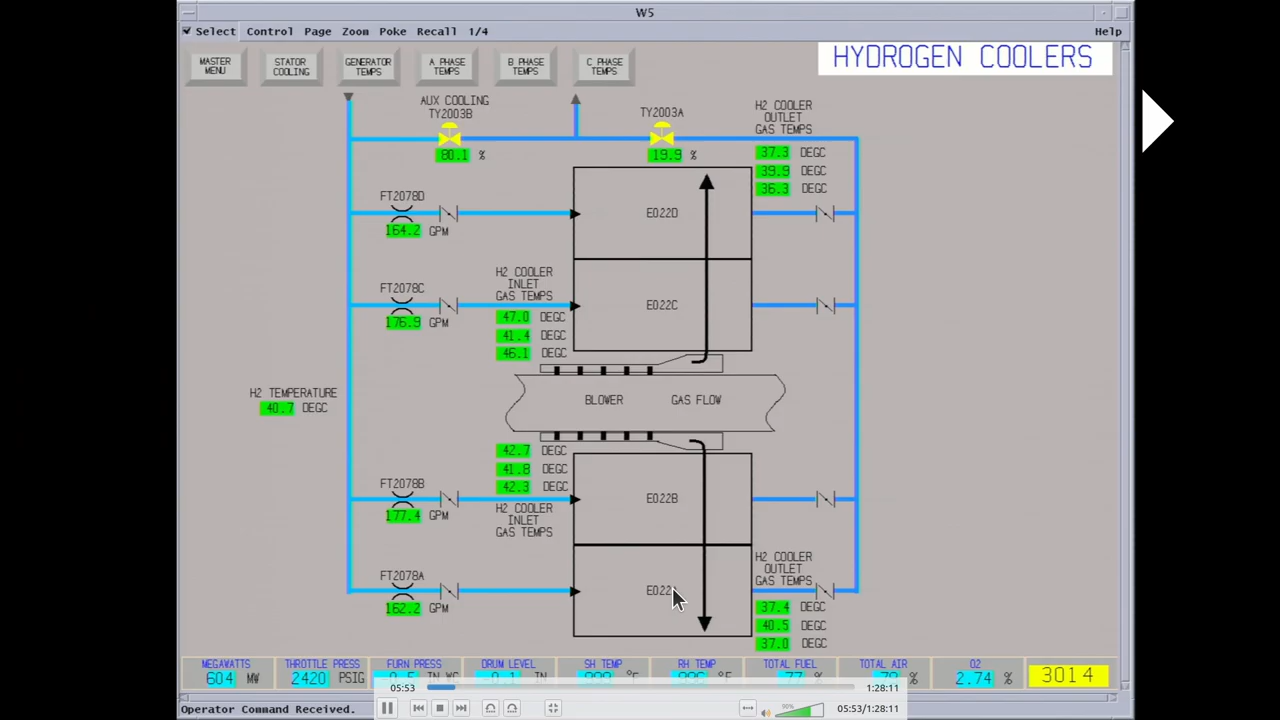 W5
Select Control Page Zoom Poke Recall 1/4 Help
MASTER MENU
STATOR COOLING
GENERATOR TEMPS
A PHASE TEMPS
B PHASE TEMPS
C PHASE TEMPS
HYDROGEN COOLERS
AUX COOLING
TY2003B
80.1 %
TY2003A
19.9 %
H2 COOLER
OUTLET
GAS TEMPS
37.3 DEGC
39.9 DEGC
36.3 DEGC
FT2078D
164.2 GPM
E022D
H2 COOLER
INLET
GAS TEMPS
47.0 DEGC
41.4 DEGC
46.1 DEGC
FT2078C
176.9 GPM
E022C
H2 TEMPERATURE
40.7 DEGC
BLOWER GAS FLOW
42.7 DEGC
41.8 DEGC
42.3 DEGC
H2 COOLER
INLET
GAS TEMPS
FT2078B
177.4 GPM
E022B
FT2078A
162.2 GPM
E022
H2 COOLER
OUTLET
GAS TEMPS
37.4 DEGC
40.5 DEGC
37.0 DEGC
MEGAWATTS THROTTLE PRESS FURN PRESS DRUM LEVEL SH TEMP RH TEMP TOTAL FUEL TOTAL AIR O2
604 MW 2420 PSIG 2.74 % 3014
05:53 1:28:11
90%
05:53/1:28:11
Operator Command Received.